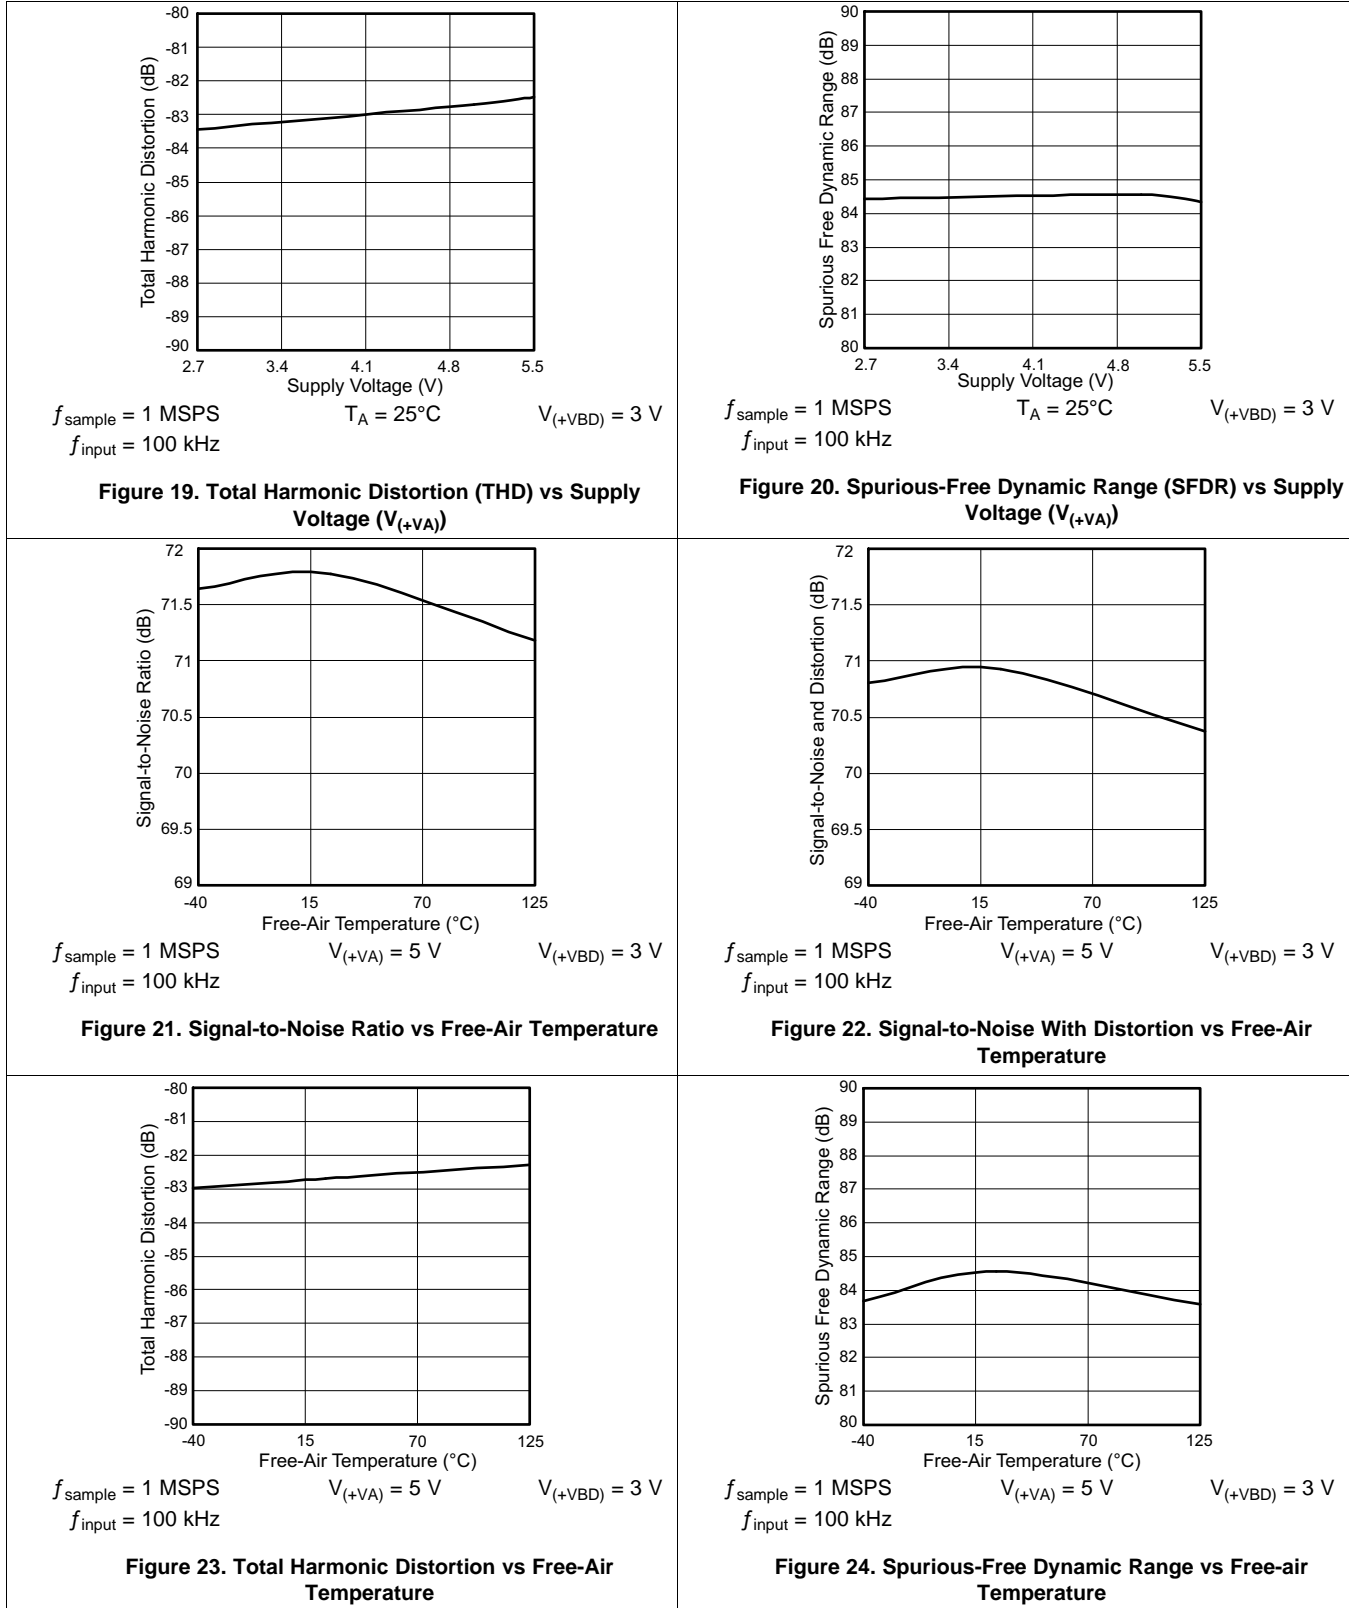 -80
-81
-82
-83
-84
-85
-86
-87
-88
-89
-90
Total Harmonic Distortion (dB)
2.7 3.4 4.1 4.8 5.5
Supply Voltage (V)
ƒsample = 1 MSPS TA = 25°C V(+VBD) = 3 V
ƒinput = 100 kHz
Figure 19. Total Harmonic Distortion (THD) vs Supply
Voltage (V(+VA))
90
89
88
87
86
85
84
83
82
81
80
Spurious Free Dynamic Range (dB)
2.7 3.4 4.1 4.8 5.5
Supply Voltage (V)
ƒsample = 1 MSPS TA = 25°C V(+VBD) = 3 V
ƒinput = 100 kHz
Figure 20. Spurious-Free Dynamic Range (SFDR) vs Supply
Voltage (V(+VA))
72
71.5
71
70.5
70
69.5
69
Signal-to-Noise Ratio (dB)
-40 15 70 125
Free-Air Temperature (°C)
ƒsample = 1 MSPS V(+VA) = 5 V V(+VBD) = 3 V
ƒinput = 100 kHz
Figure 21. Signal-to-Noise Ratio vs Free-Air Temperature
72
71.5
71
70.5
70
69.5
69
Signal-to-Noise and Distortion (dB)
-40 15 70 125
Free-Air Temperature (°C)
ƒsample = 1 MSPS V(+VA) = 5 V V(+VBD) = 3 V
ƒinput = 100 kHz
Figure 22. Signal-to-Noise With Distortion vs Free-Air
Temperature
-80
-81
-82
-83
-84
-85
-86
-87
-88
-89
-90
Total Harmonic Distortion (dB)
-40 15 70 125
Free-Air Temperature (°C)
ƒsample = 1 MSPS V(+VA) = 5 V V(+VBD) = 3 V
ƒinput = 100 kHz
Figure 23. Total Harmonic Distortion vs Free-Air
Temperature
90
89
88
87
86
85
84
83
82
81
80
Spurious Free Dynamic Range (dB)
-40 15 70 125
Free-Air Temperature (°C)
ƒsample = 1 MSPS V(+VA) = 5 V V(+VBD) = 3 V
ƒinput = 100 kHz
Figure 24. Spurious-Free Dynamic Range vs Free-air
Temperature